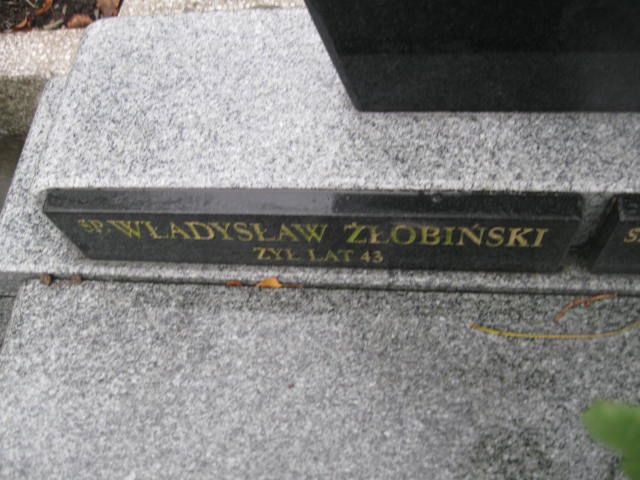 ŚP. WŁADYSŁAW ŻŁOBIŃSKI
ŻYŁ LAT 43